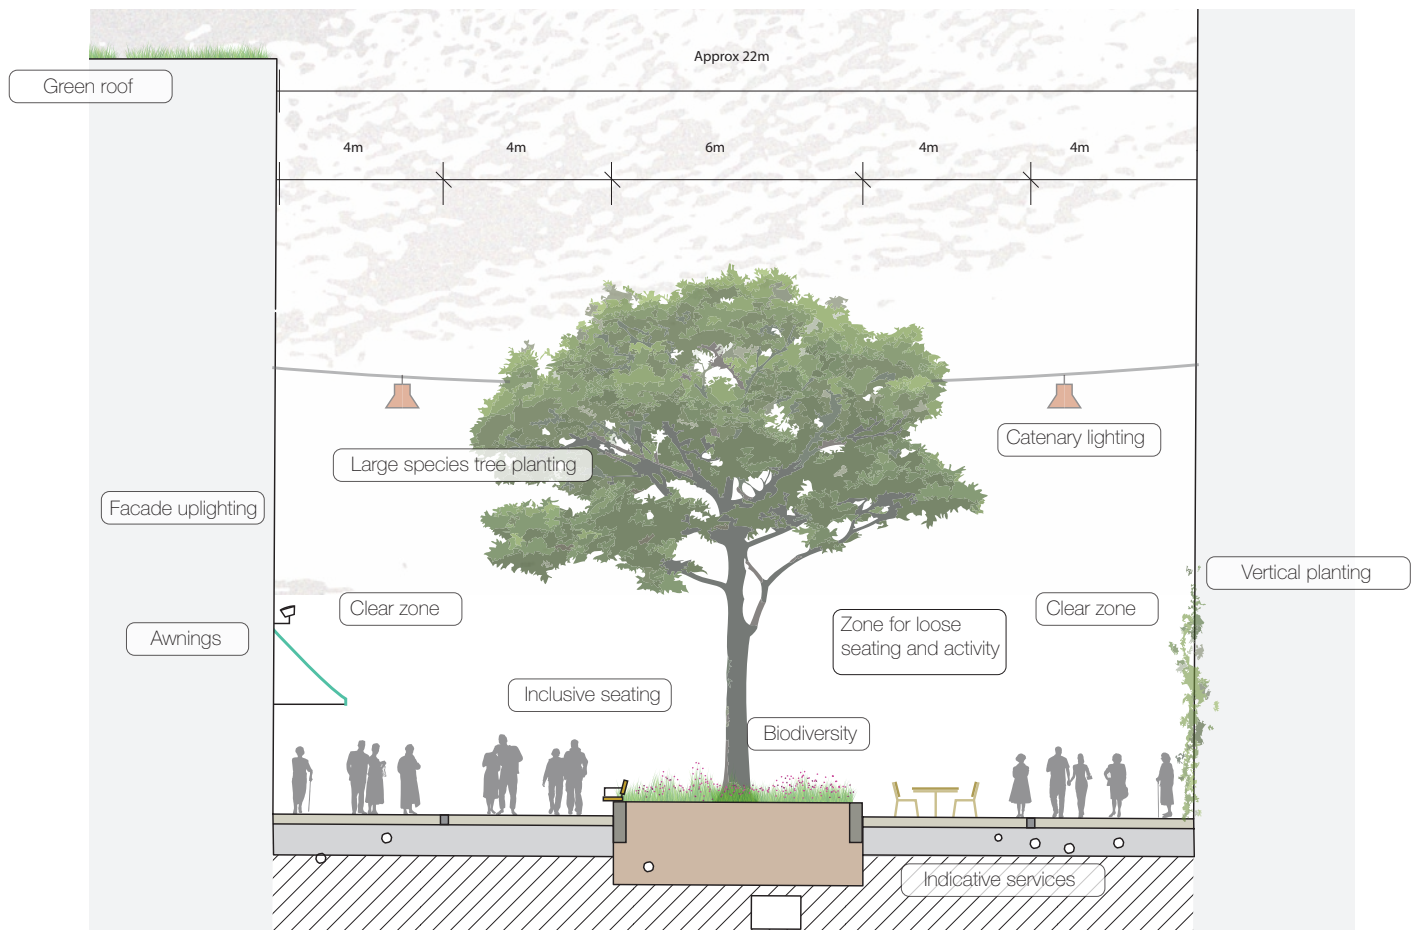 Approx 22m
Green roof
4m
4m
6m
4m
4m
Catenary lighting
Large species tree planting
Facade uplighting
Vertical planting
Clear zone
Clear zone
Zone for loose
seating and activity
Awnings
Inclusive seating
Biodiversity
Indicative services